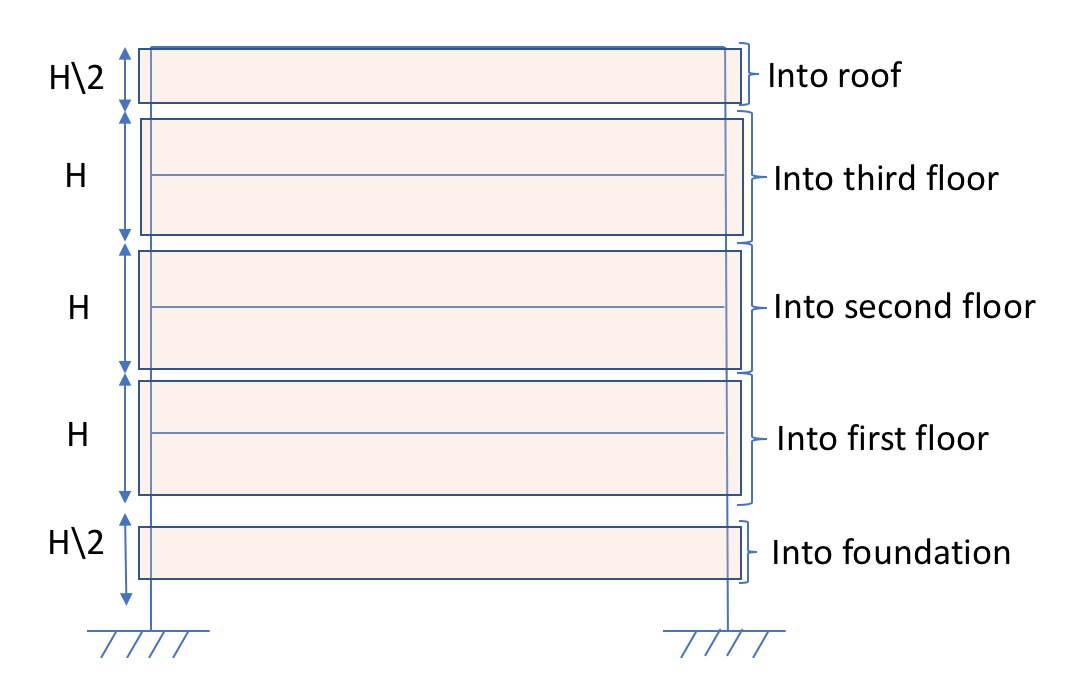 H\2
Into roof
H
Into third floor
H
Into second floor
H
Into first floor
H\2
Into foundation